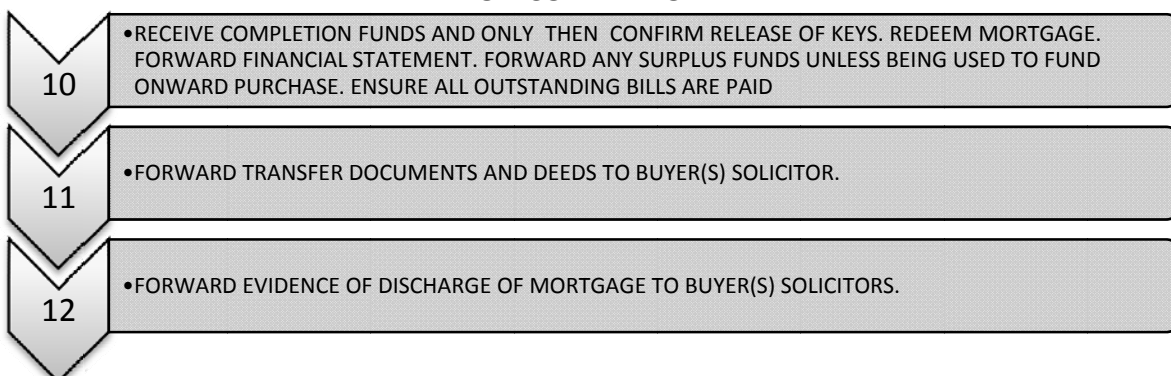 10
•RECEIVE COMPLETION FUNDS AND ONLY THEN CONFIRM RELEASE OF KEYS. REDEEM MORTGAGE.
FORWARD FINANCIAL STATEMENT. FORWARD ANY SURPLUS FUNDS UNLESS BEING USED TO FUND
ONWARD PURCHASE. ENSURE ALL OUTSTANDING BILLS ARE PAID
11
•FORWARD TRANSFER DOCUMENTS AND DEEDS TO BUYER(S) SOLICITOR.
12
•FORWARD EVIDENCE OF DISCHARGE OF MORTGAGE TO BUYER(S) SOLICITORS.